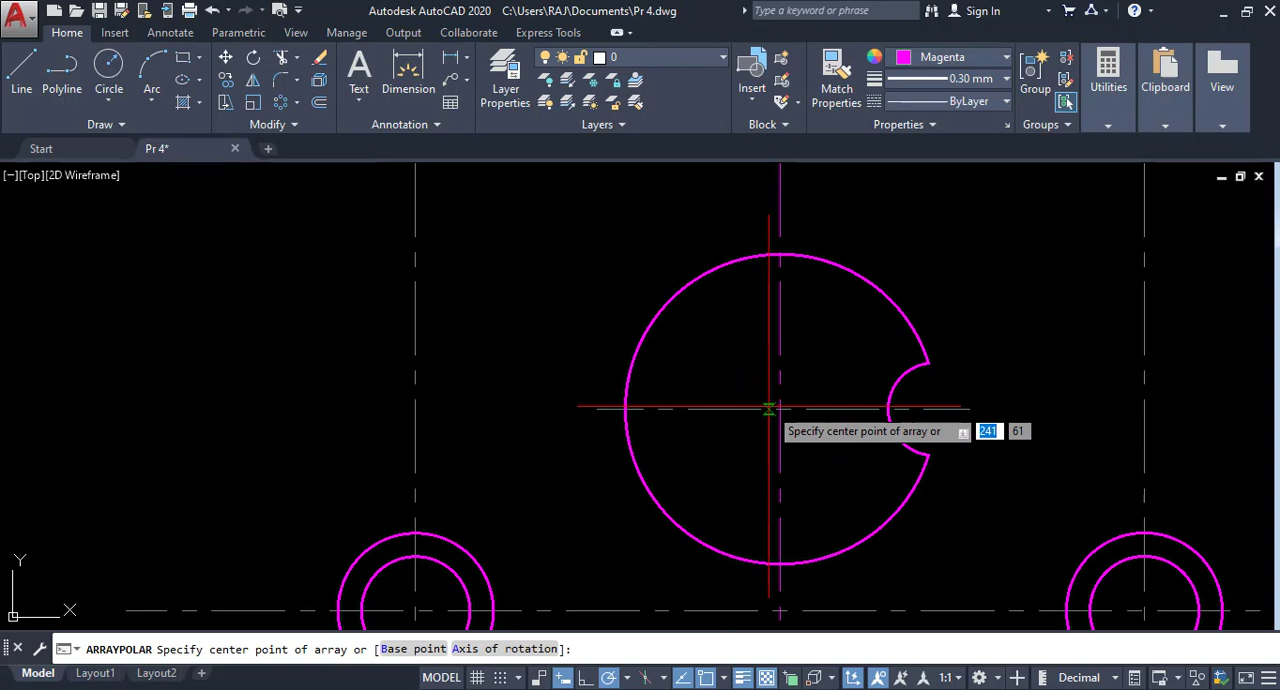 Autodesk AutoCAD 2020 C:\Users\RAJ\Documents\Pr 4.dwg Type a keyword or phrase Sign In
Home Insert Annotate Parametric View Manage Output Collaborate Express Tools
0 Magenta
Line Polyline Circle Arc Text Dimension Layer Properties Insert Match Properties 0.30 mm Group Utilities Clipboard View
ByLayer
Draw Modify Annotation Layers Block Properties Groups
Start Pr 4*
[−][Top][2D Wireframe]
Specify center point of array or 241 61
Y
X
ARRAYPOLAR Specify center point of array or [Base point Axis of rotation]:
Model Layout1 Layout2 MODEL 1:1 Decimal